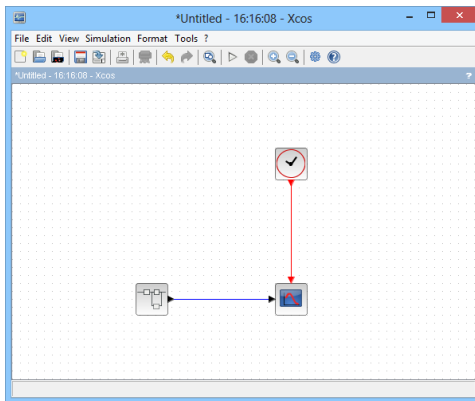 *Untitled - 16:16:08 - Xcos
File Edit View Simulation Format Tools ?
*Untitled - 16:16:08 - Xcos ?